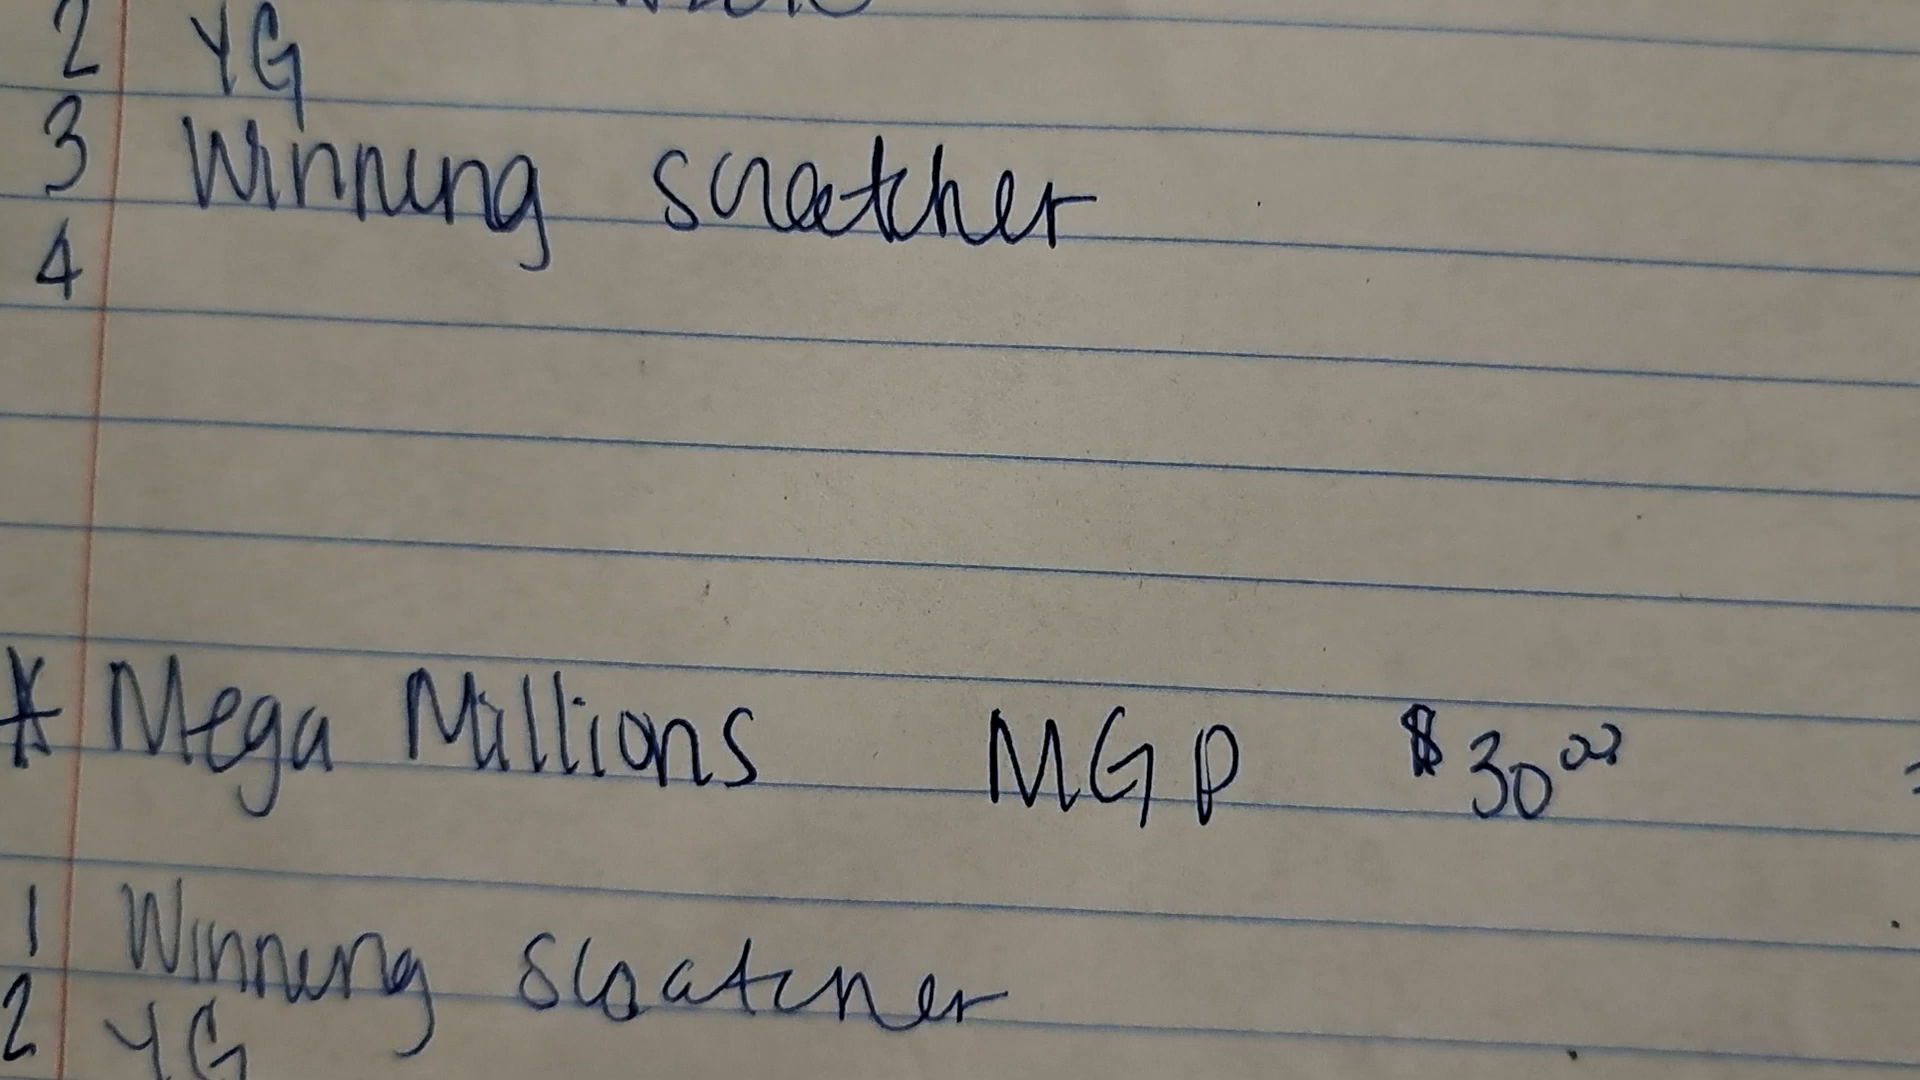 2 YG
3 Winning scratcher
4
* Mega Millions MGP $30.00
1 Winning scratcher
2 YG